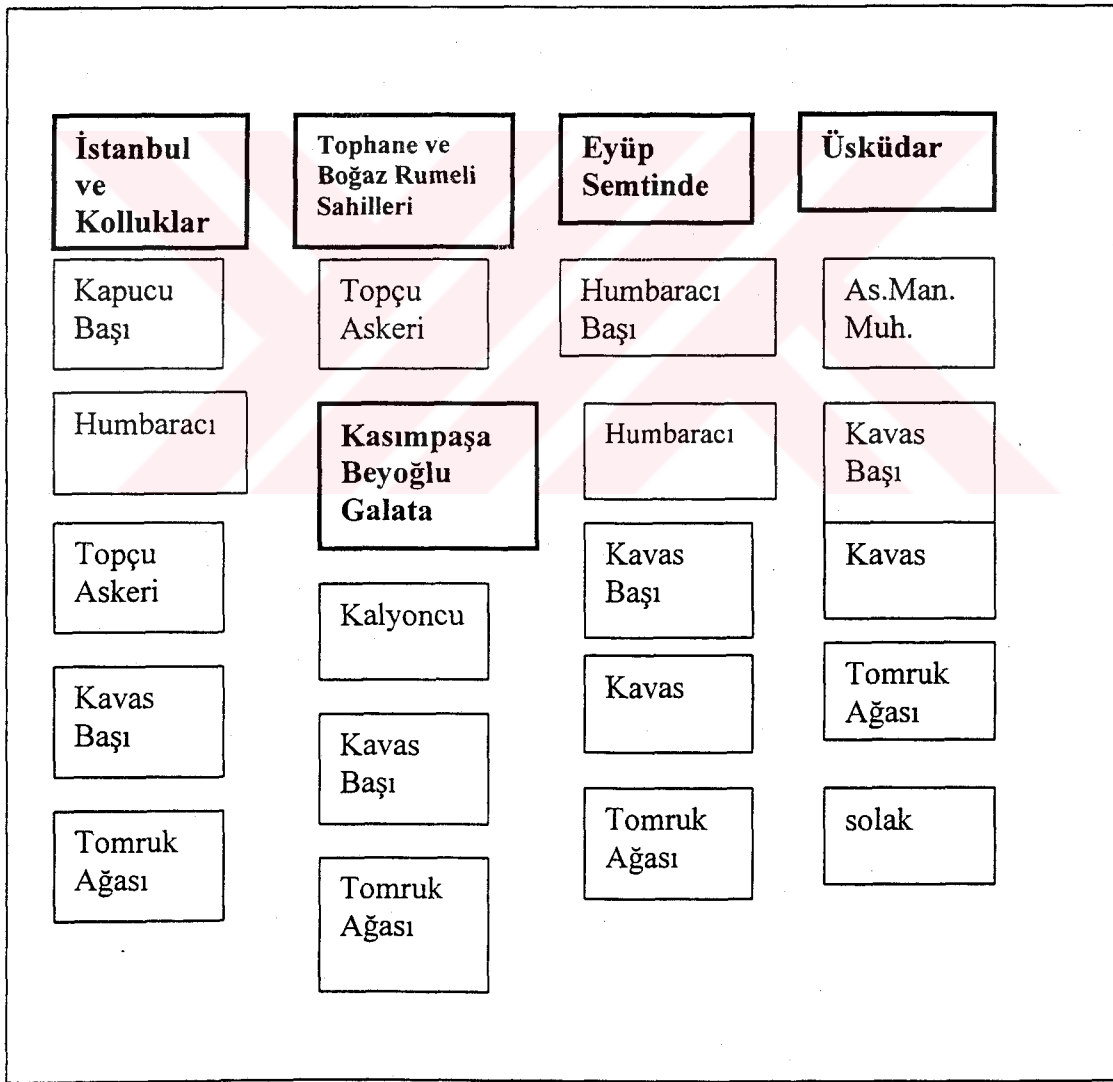 İstanbul
ve
Kolluklar
Kapucu
Başı
Humbaracı
Topçu
Askeri
Kavas
Başı
Tomruk
Ağası
Tophane ve
Boğaz Rumeli
Sahilleri
Topçu
Askeri
Kasımpaşa
Beyoğlu
Galata
Kalyoncu
Kavas
Başı
Tomruk
Ağası
Eyüp
Semtinde
Humbaracı
Başı
Humbaracı
Kavas
Başı
Kavas
Tomruk
Ağası
Üsküdar
As.Man.
Muh.
Kavas
Başı
Kavas
Tomruk
Ağası
solak